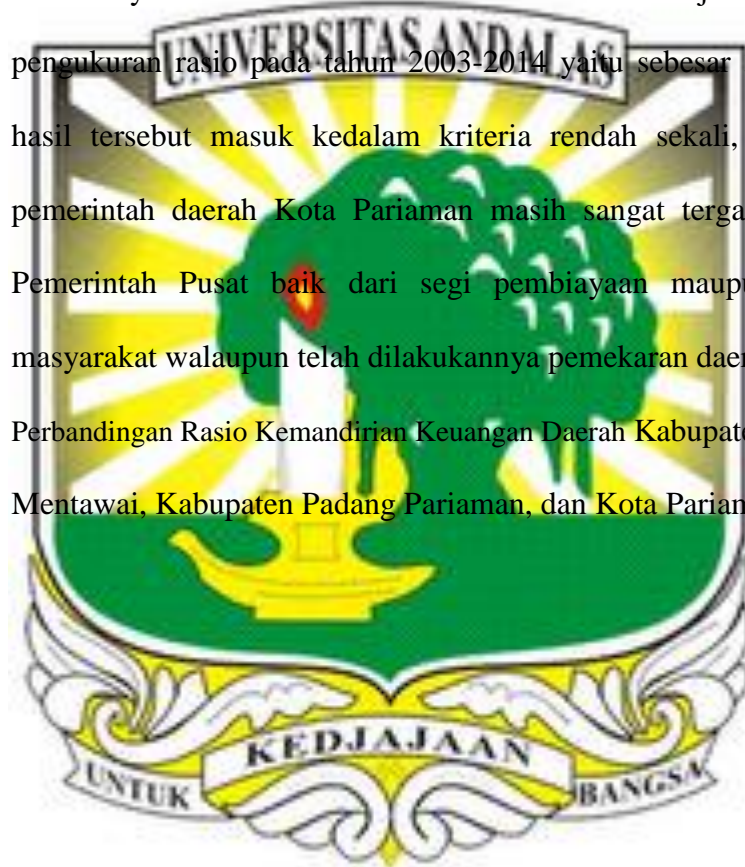 UNIVERSITAS ANDALAS
pengukuran rasio pada tahun 2003-2014 yaitu sebesar
hasil tersebut masuk kedalam kriteria rendah sekali,
pemerintah daerah Kota Pariaman masih sangat terga
Pemerintah Pusat baik dari segi pembiayaan maupu
masyarakat walaupun telah dilakukannya pemekaran daer
Perbandingan Rasio Kemandirian Keuangan Daerah Kabupate
Mentawai, Kabupaten Padang Pariaman, dan Kota Parian
UNTUK KEDJAJAAN BANGSA